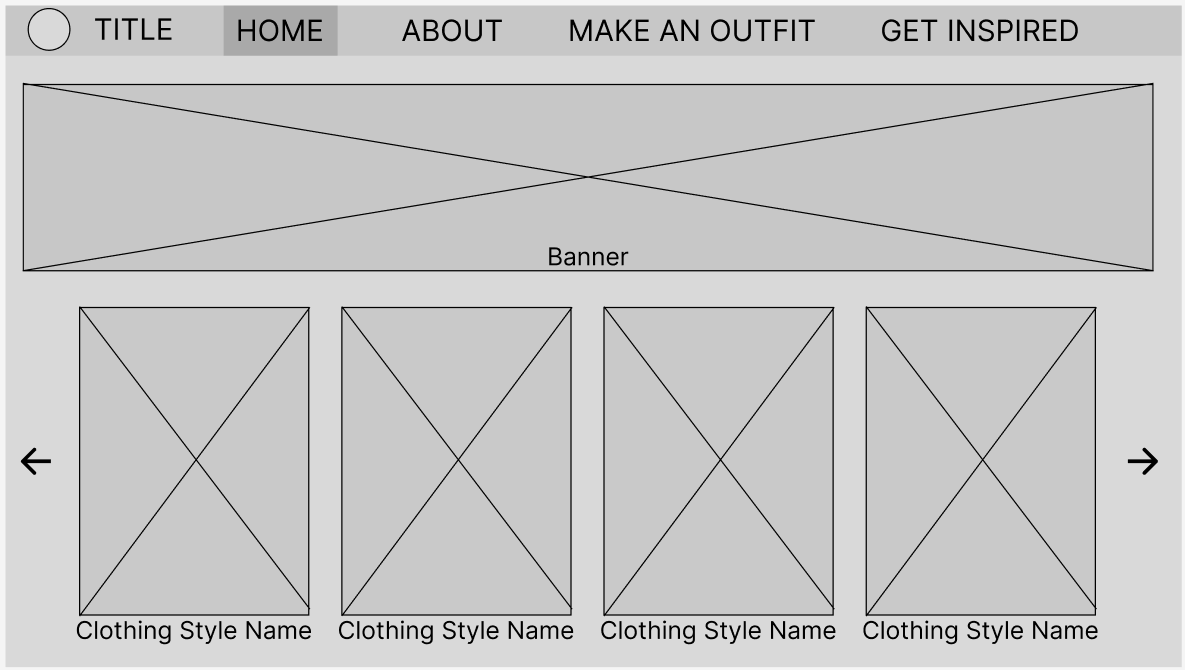 TITLE HOME ABOUT MAKE AN OUTFIT GET INSPIRED
Banner
Clothing Style Name Clothing Style Name Clothing Style Name Clothing Style Name